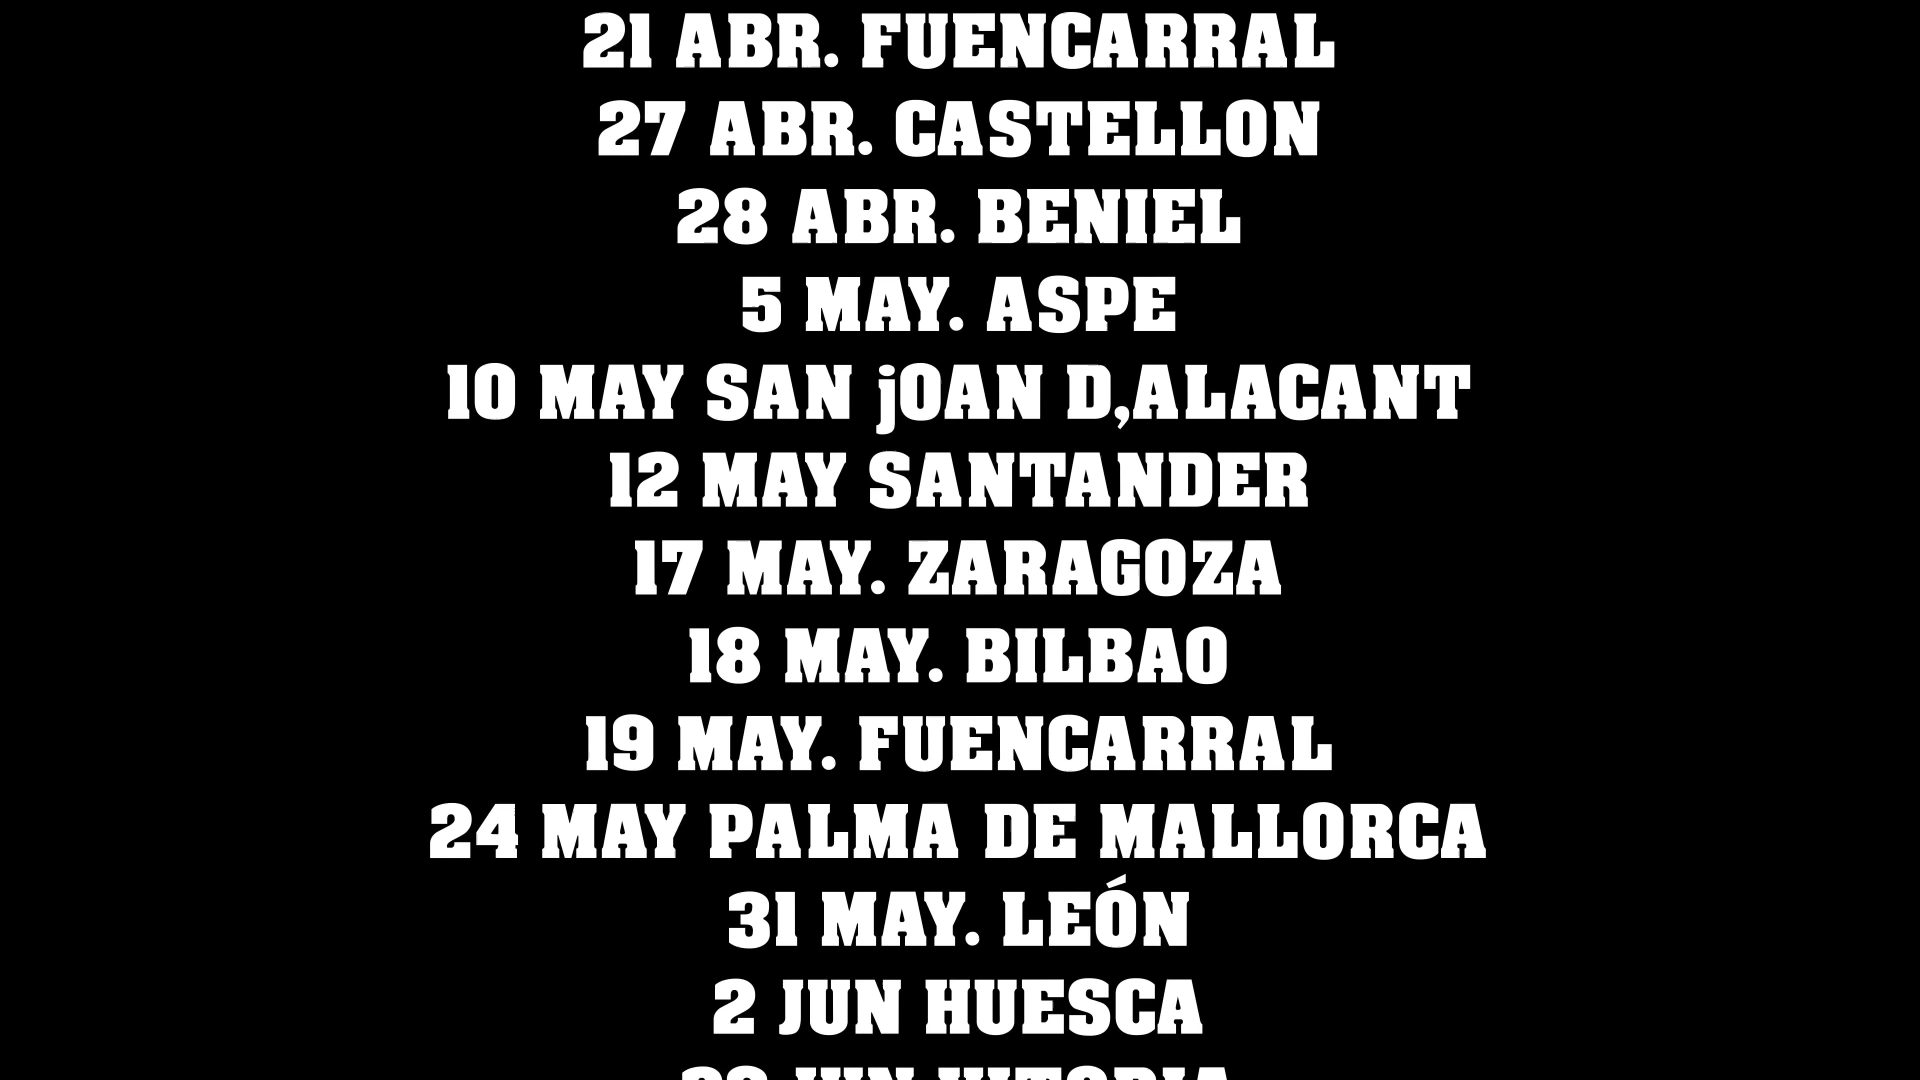 21 ABR. FUENCARRAL
27 ABR. CASTELLON
28 ABR. BENIEL
5 MAY. ASPE
10 MAY SAN jOAN D,ALACANT
12 MAY SANTANDER
17 MAY. ZARAGOZA
18 MAY. BILBAO
19 MAY. FUENCARRAL
24 MAY PALMA DE MALLORCA
31 MAY. LEÓN
2 JUN HUESCA